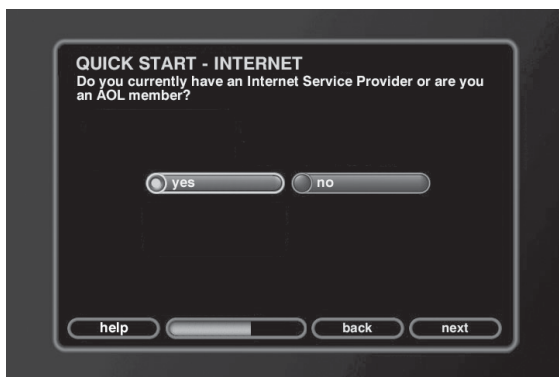 QUICK START - INTERNET
Do you currently have an Internet Service Provider or are you
an AOL member?
yes
no
help
back
next